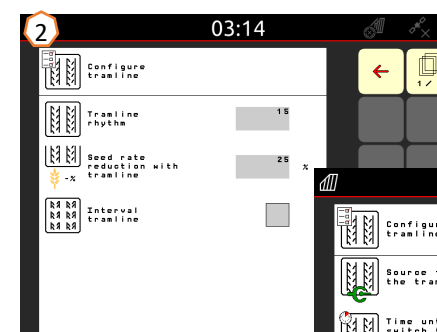 2
03:14
Configure
tramline
1 /
Tramline
rhythm
15
Seed rate
reduction with
tramline
25
%
-%
Interval
tramline
Configu
tramline
Source
the tra
Time un
switch